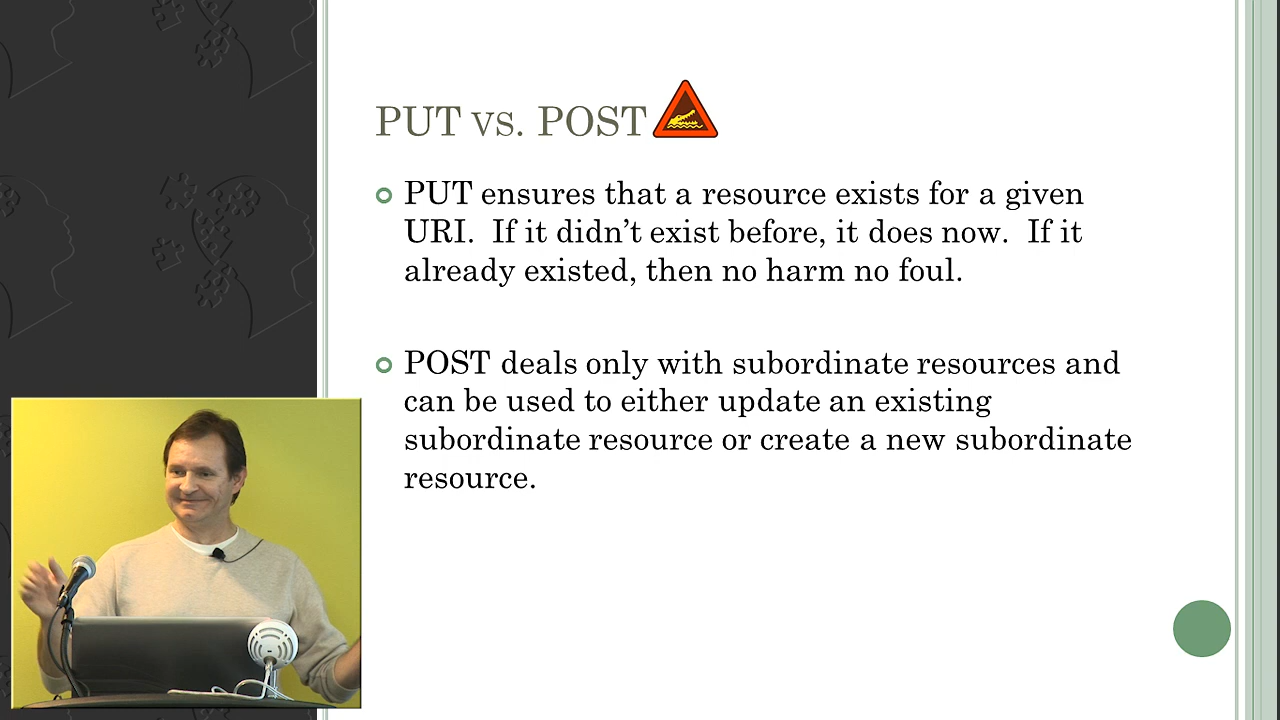 PUT VS. POST
PUT ensures that a resource exists for a given
URI.  If it didn’t exist before, it does now.  If it
already existed, then no harm no foul.
POST deals only with subordinate resources and
can be used to either update an existing
subordinate resource or create a new subordinate
resource.